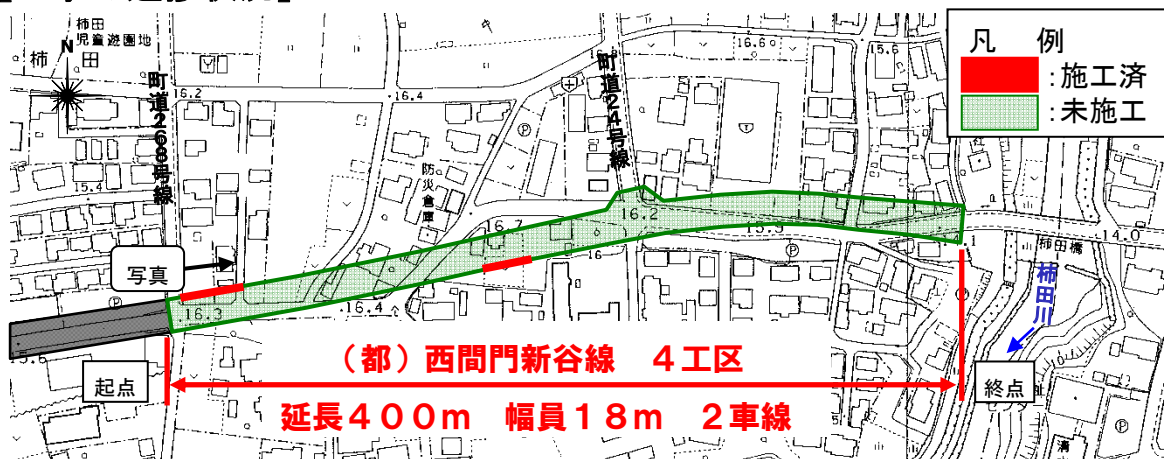 柿田
児童遊園地
N
柿田
町道268号線
16.2
16.4
町道24号線
16.6
15.6
凡　例
:施工済
:未施工
15.4
防災倉庫
16.7
16.2
15.9
16
柿田橋
14.0
柿田川
写真
16.3
16.4
15.6
起点
（都）西間門新谷線　４工区
終点
延長４００ｍ　幅員１８ｍ　２車線